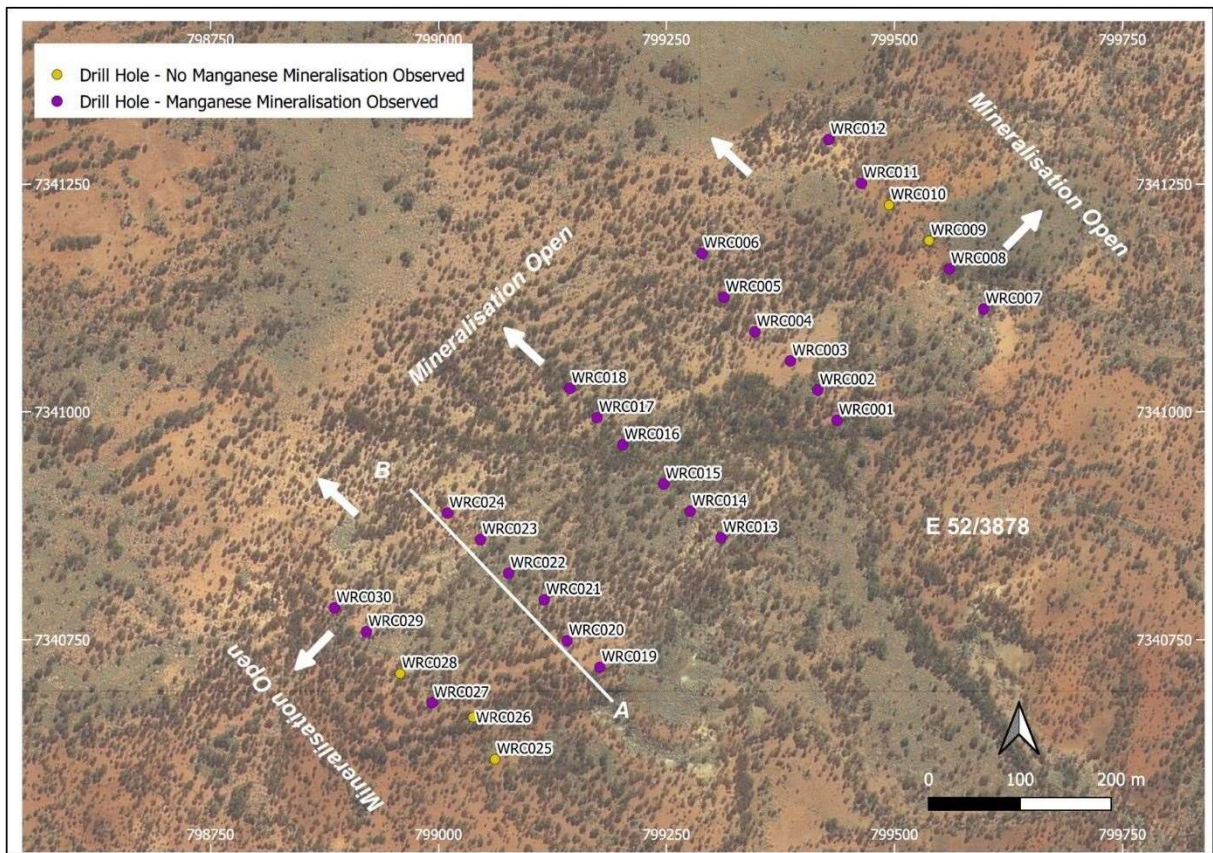 798750 799000 799250 799500 799750
Drill Hole - No Manganese Mineralisation Observed
Drill Hole - Manganese Mineralisation Observed
WRC012
Mineralisation Open
7341250 7341250
WRC011
WRC010
WRC009
WRC006
WRC008
Mineralisation Open
WRC005
WRC007
WRC004
WRC003
WRC018
WRC002
WRC017
7341000 7341000
WRC001
WRC016
B
WRC015
WRC024
WRC014
WRC023
WRC013
E 52/3878
WRC022
WRC021
WRC030
WRC029
WRC020
7340750 7340750
WRC019
WRC028
Mineralisation Open
WRC027
A
WRC026
WRC025
0 100 200 m
798750 799000 799250 799500 799750